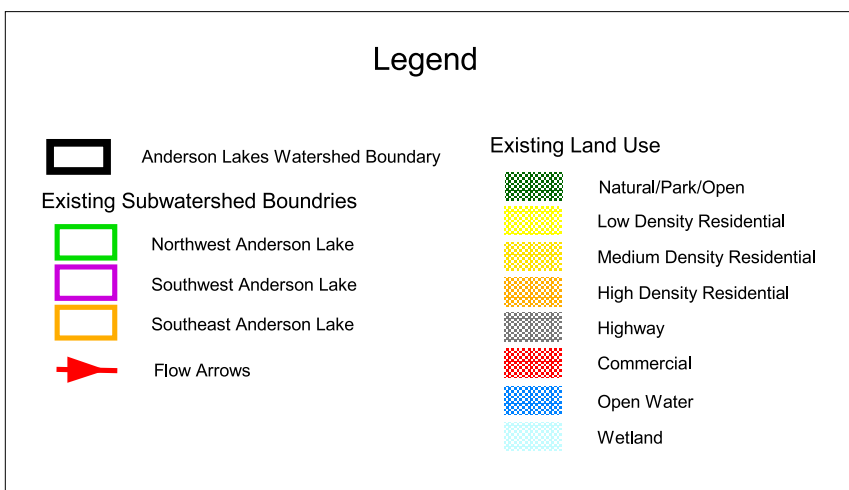 Legend
Anderson Lakes Watershed Boundary
Existing Subwatershed Boundries
Northwest Anderson Lake
Southwest Anderson Lake
Southeast Anderson Lake
Flow Arrows
Existing Land Use
Natural/Park/Open
Low Density Residential
Medium Density Residential
High Density Residential
Highway
Commercial
Open Water
Wetland